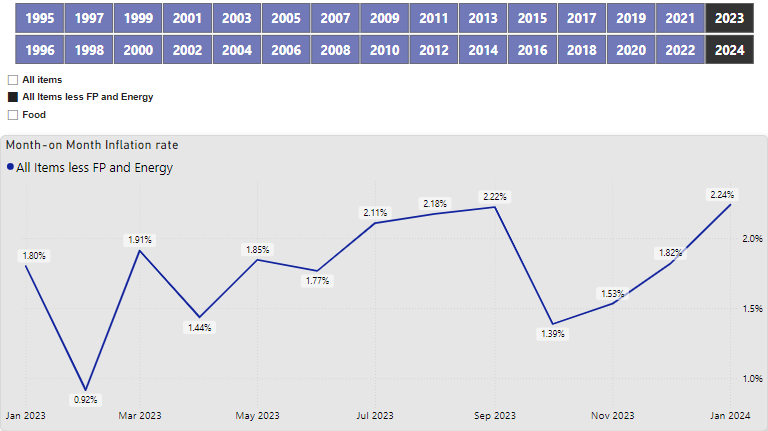 1995 1997 1999 2001 2003 2005 2007 2009 2011 2013 2015 2017 2019 2021 2023
1996 1998 2000 2002 2004 2006 2008 2010 2012 2014 2016 2018 2020 2022 2024
All items
All Items less FP and Energy
Food
Month-on Month Inflation rate
All Items less FP and Energy
2.24%
2.22%
2.18%
2.11%
2.0%
1.91%
1.85%
1.82%
1.80%
1.77%
1.53%
1.5%
1.44%
1.39%
1.0%
0.92%
Jan 2023 Mar 2023 May 2023 Jul 2023 Sep 2023 Nov 2023 Jan 2024